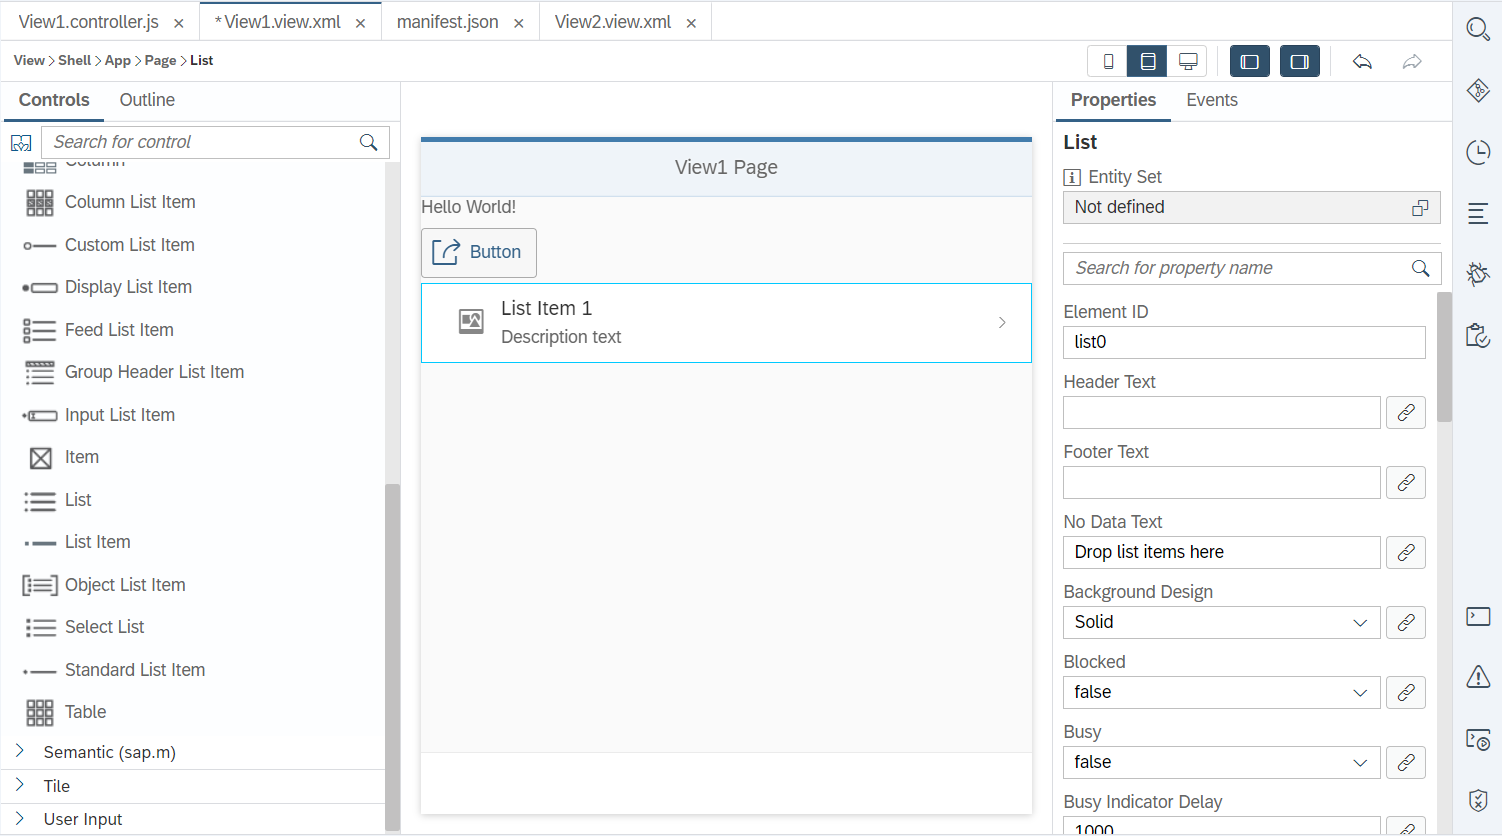 View1.controller.js ×
*View1.view.xml ×
manifest.json ×
View2.view.xml ×
View > Shell > App > Page > List
Controls
Outline
Search for control
Column
Column List Item
Custom List Item
Display List Item
Feed List Item
Group Header List Item
Input List Item
Item
List
List Item
Object List Item
Select List
Standard List Item
Table
Semantic (sap.m)
Tile
User Input
View1 Page
Hello World!
Button
List Item 1
Description text
Properties
Events
List
Entity Set
Not defined
Search for property name
Element ID
list0
Header Text
Footer Text
No Data Text
Drop list items here
Background Design
Solid
Blocked
false
Busy
false
Busy Indicator Delay
1000